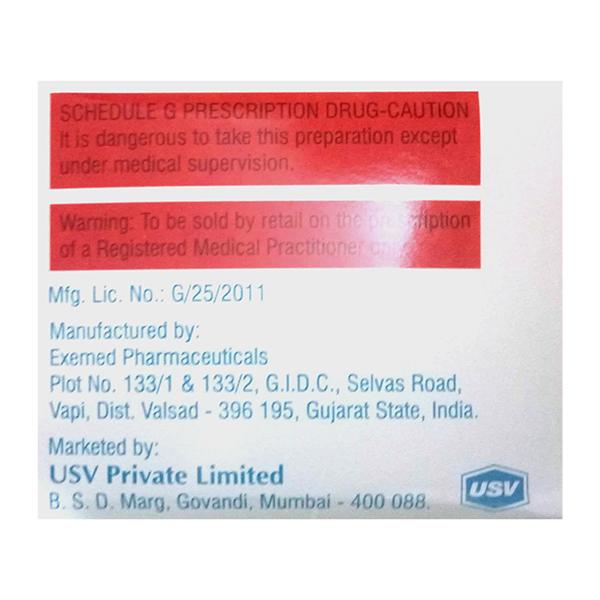 SCHEDULE G PRESCRIPTION DRUG-CAUTION
It is dangerous to take this preparation except
under medical supervision.
Warning: To be sold by retail on the prescription
of a Registered Medical Practitioner only.
Mfg. Lic. No.: G/25/2011
Manufactured by:
Exemed Pharmaceuticals
Plot No. 133/1 & 133/2, G.I.D.C., Selvas Road,
Vapi, Dist. Valsad - 396 195, Gujarat State, India.
Marketed by:
USV Private Limited
B. S. D. Marg, Govandi, Mumbai - 400 088.
USV